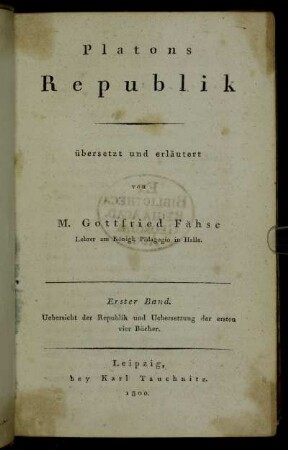 Platons
Republik
übersetzt und erläutert
von
M. Gottfried Fähse
Lehrer am Königl. Pädagogio in Halle.
Erster Band.
Uebersicht der Republik und Uebersetzung der ersten
vier Bücher.
Leipzig,
bey Karl Tauchnitz.
1800.